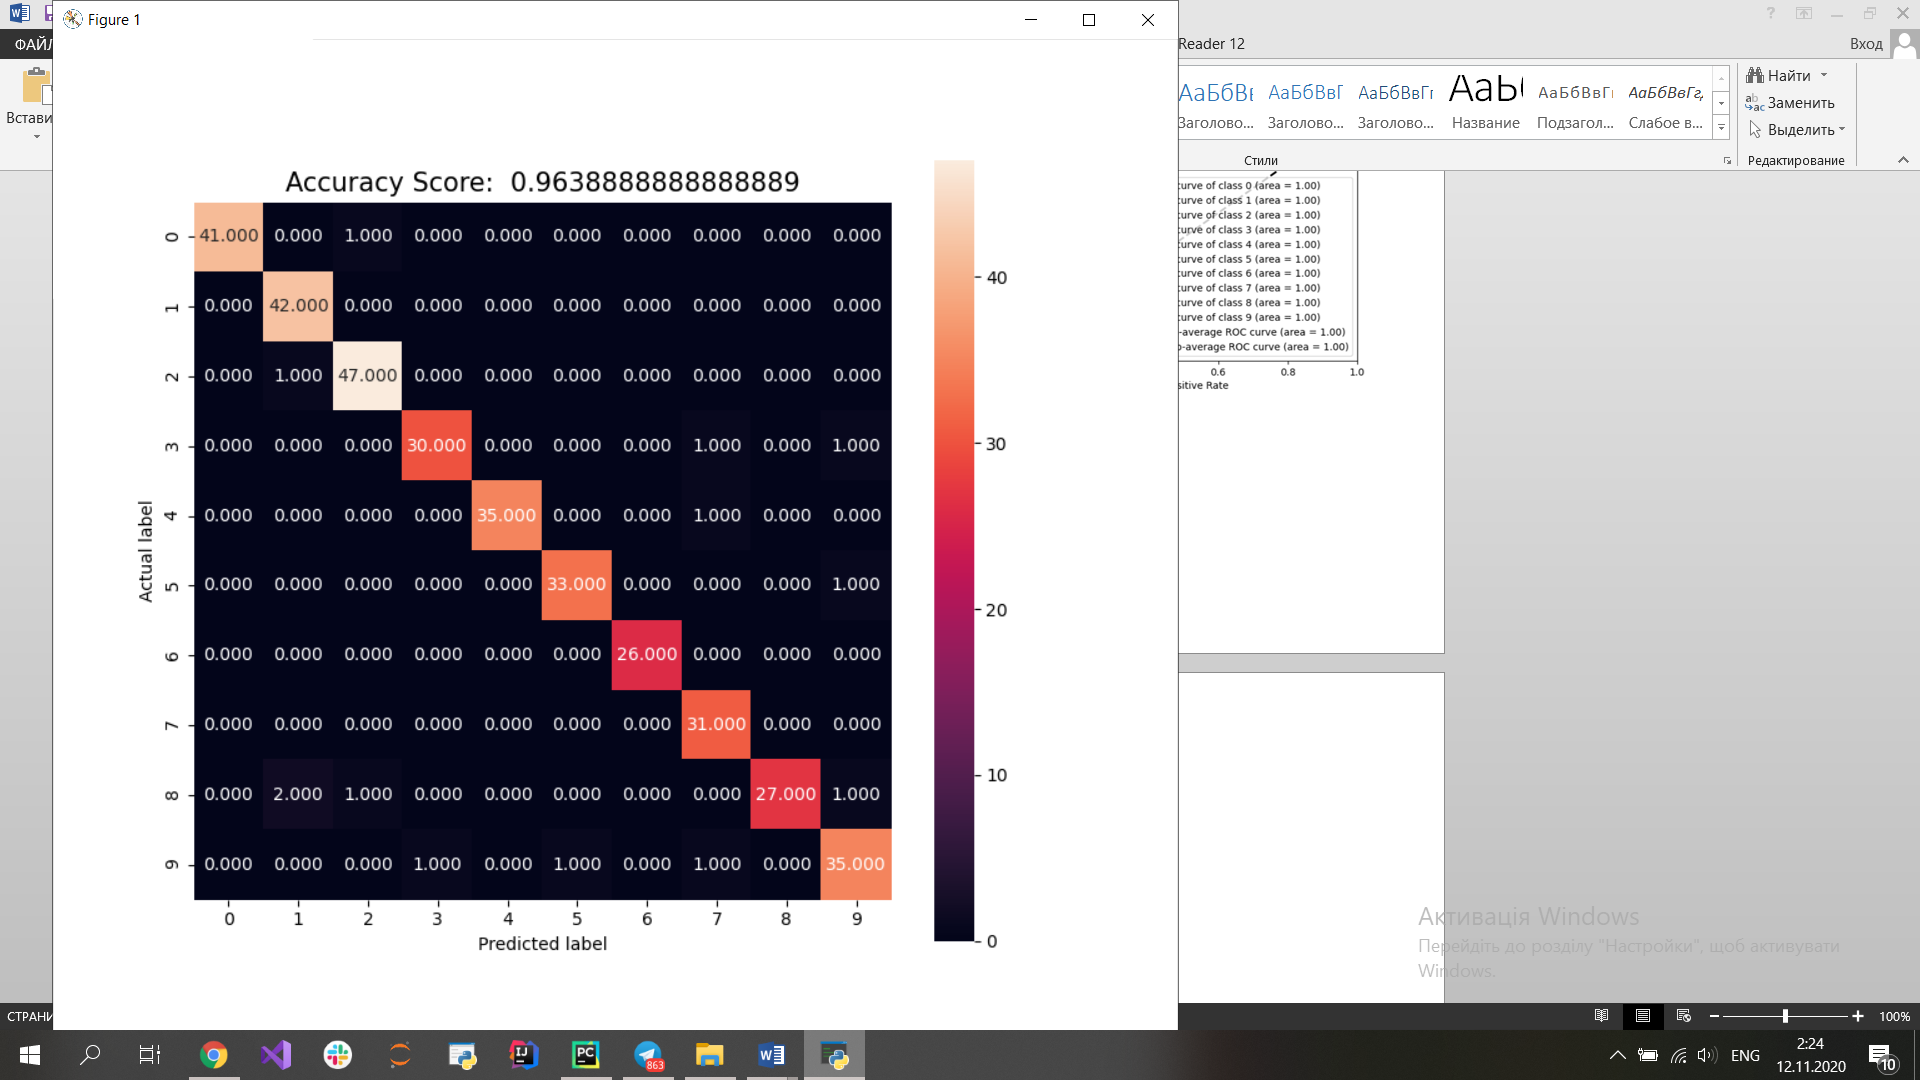 Figure 1
Accuracy Score: 0.9638888888888889
0 41.000 0.000 1.000 0.000 0.000 0.000 0.000 0.000 0.000 0.000
1 0.000 42.000 0.000 0.000 0.000 0.000 0.000 0.000 0.000 0.000
2 0.000 1.000 47.000 0.000 0.000 0.000 0.000 0.000 0.000 0.000
3 0.000 0.000 0.000 30.000 0.000 0.000 0.000 1.000 0.000 1.000
4 0.000 0.000 0.000 0.000 35.000 0.000 0.000 1.000 0.000 0.000
5 0.000 0.000 0.000 0.000 0.000 33.000 0.000 0.000 0.000 1.000
6 0.000 0.000 0.000 0.000 0.000 0.000 26.000 0.000 0.000 0.000
7 0.000 0.000 0.000 0.000 0.000 0.000 0.000 31.000 0.000 0.000
8 0.000 2.000 1.000 0.000 0.000 0.000 0.000 0.000 27.000 1.000
9 0.000 0.000 0.000 1.000 0.000 1.000 0.000 1.000 0.000 35.000
0 1 2 3 4 5 6 7 8 9
Predicted label
Actual label
40
30
20
10
0
ФАЙЛ
Встави
Reader 12
Вход
АаБбВв АаБбВвГ АаБбВвГг АаЬ АаБбВвГ АаБбВвГг
Заголово... Заголово... Заголово... Название Подзагол... Слабое в...
Стили
Найти
Заменить
Выделить
Редактирование
curve of class 0 (area = 1.00)
curve of class 1 (area = 1.00)
curve of class 2 (area = 1.00)
curve of class 3 (area = 1.00)
curve of class 4 (area = 1.00)
curve of class 5 (area = 1.00)
curve of class 6 (area = 1.00)
curve of class 7 (area = 1.00)
curve of class 8 (area = 1.00)
curve of class 9 (area = 1.00)
-average ROC curve (area = 1.00)
o-average ROC curve (area = 1.00)
0.6 0.8 1.0
sitive Rate
Активація Windows
Перейдіть до розділу "Настройки", щоб активувати
Windows.
СТРАНИ
100%
863
ENG
2:24
12.11.2020
10